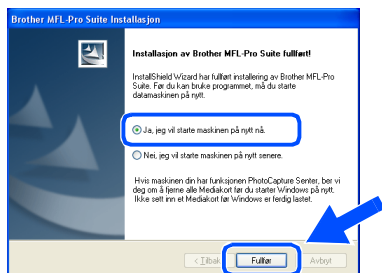 Brother MFL-Pro Suite Installasjon
Installasjon av Brother MFL-Pro Suite fullført!
InstallShield Wizard har fullført installering av Brother MFL-Pro
Suite. Før du kan bruke programmet, må du starte
datamaskinen på nytt.
Ja, jeg vil starte maskinen på nytt nå.
Nei, jeg vil starte maskinen på nytt senere.
Hvis maskinen din har funksjonen PhotoCapture Senter, ber vi
deg om å fjerne alle Mediakort før du starter Windows på nytt.
Ikke sett inn et Mediakort før Windows er ferdig lastet.
< Tilbak Fullfør Avbryt